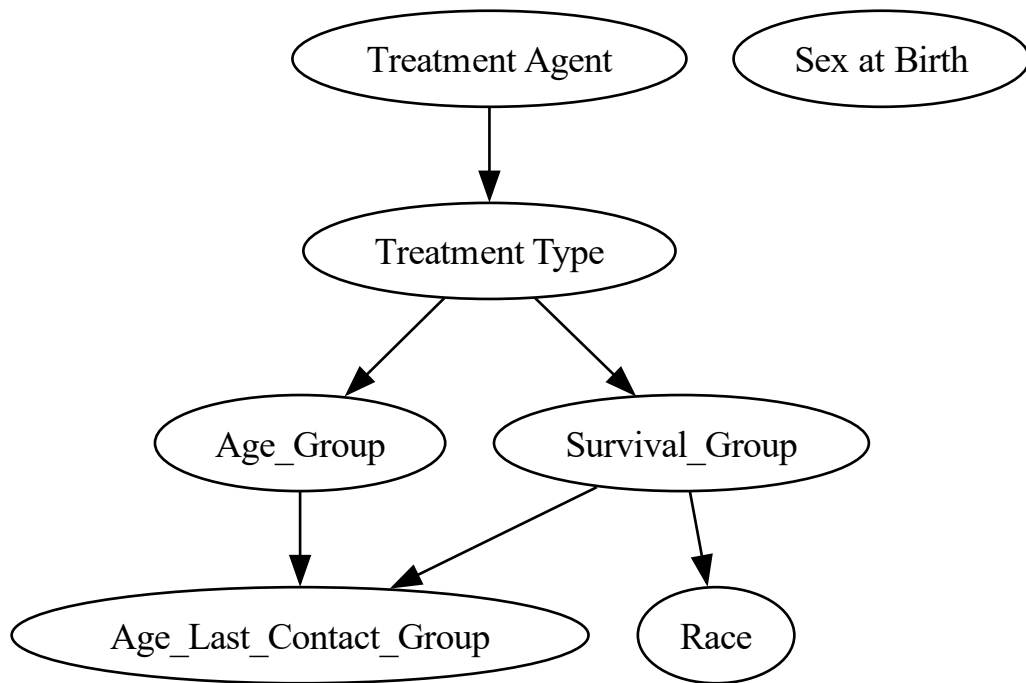 Treatment Agent
Sex at Birth
Treatment Type
Age_Group
Survival_Group
Age_Last_Contact_Group
Race